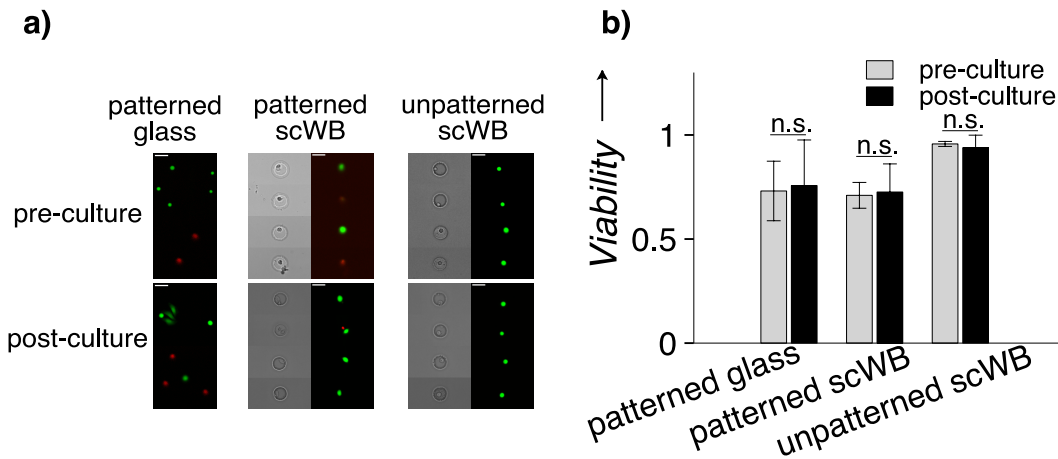 a)
patterned
glass
patterned
scWB
unpatterned
scWB
pre-culture
post-culture
b)
Viability
pre-culture
post-culture
n.s.
n.s.
n.s.
1
0.5
0
patterned glass
patterned scWB
unpatterned scWB